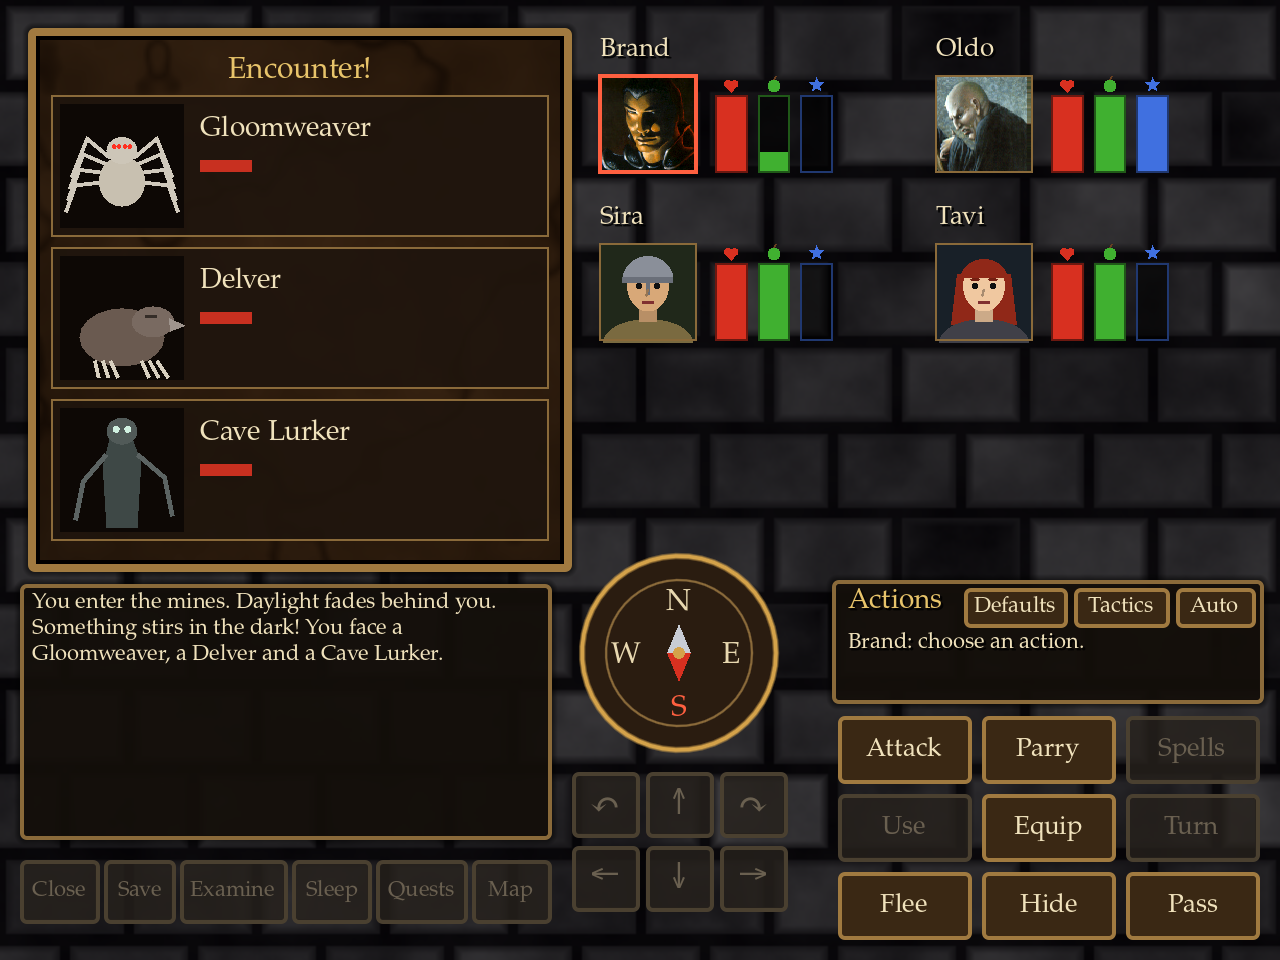 Encounter!
Gloomweaver
Delver
Cave Lurker
Brand
Oldo
Sira
Tavi
You enter the mines. Daylight fades behind you.
Something stirs in the dark! You face a
Gloomweaver, a Delver and a Cave Lurker.
N
W
E
S
Actions
Defaults
Tactics
Auto
Brand: choose an action.
Attack
Parry
Spells
Use
Equip
Turn
Flee
Hide
Pass
Close
Save
Examine
Sleep
Quests
Map